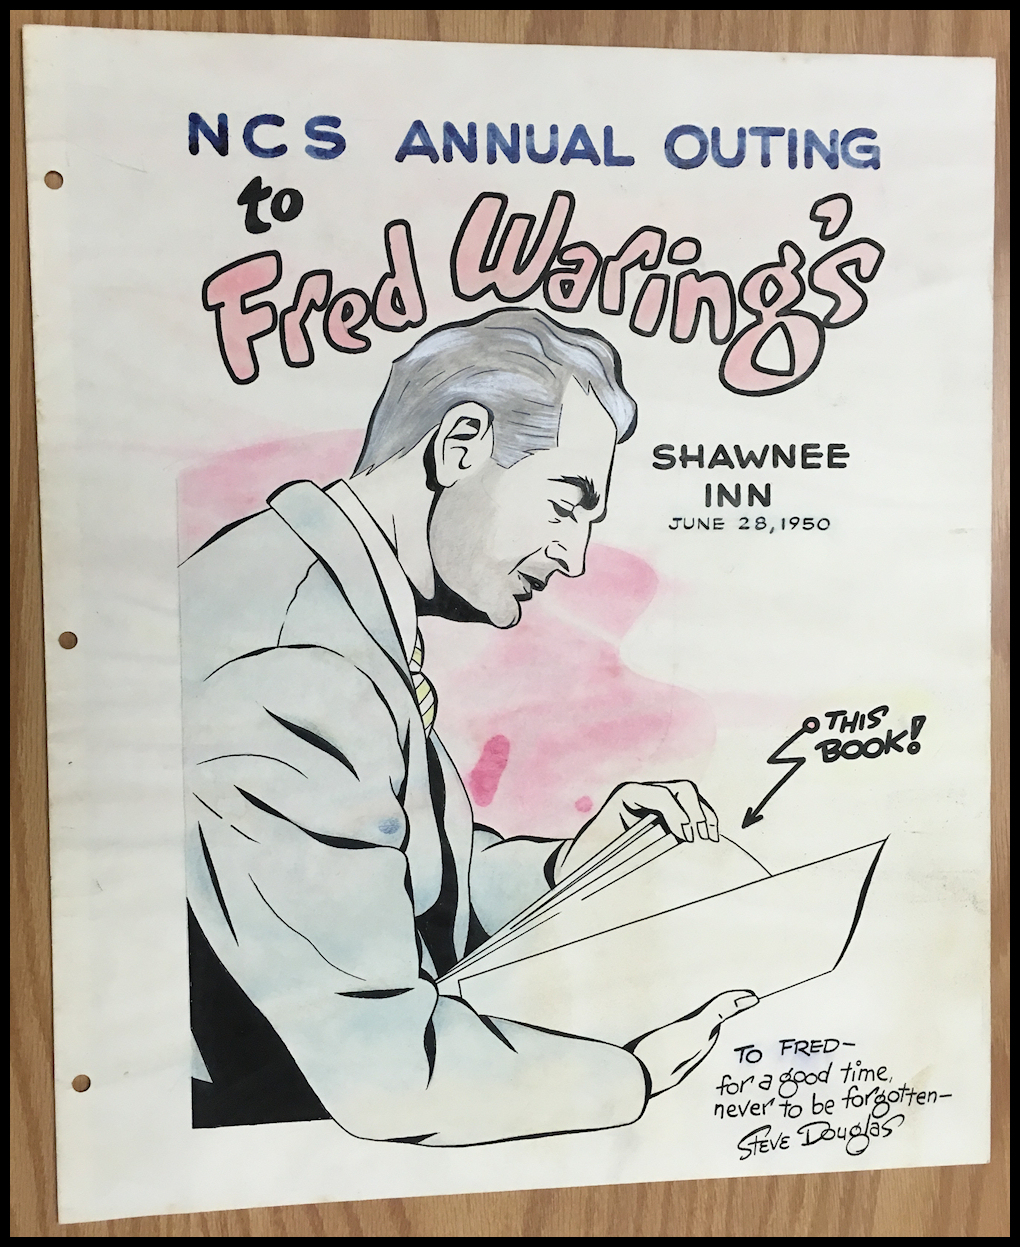 NCS ANNUAL OUTING
to
Fred Waring's
SHAWNEE
INN
JUNE 28, 1950
THIS
BOOK!
TO FRED—
for a good time,
never to be forgotten—
STEVE DOUGLAS